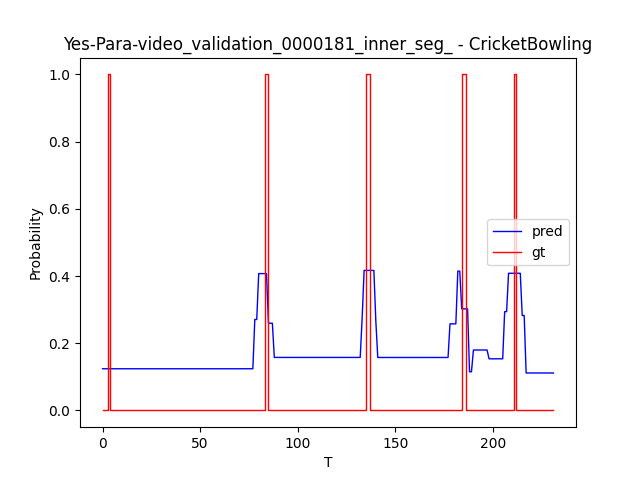 Yes-Para-video_validation_0000181_inner_seg_ - CricketBowling
1.0
0.8
0.6
0.4
0.2
0.0
Probability
pred
gt
0
50
100
150
200
T